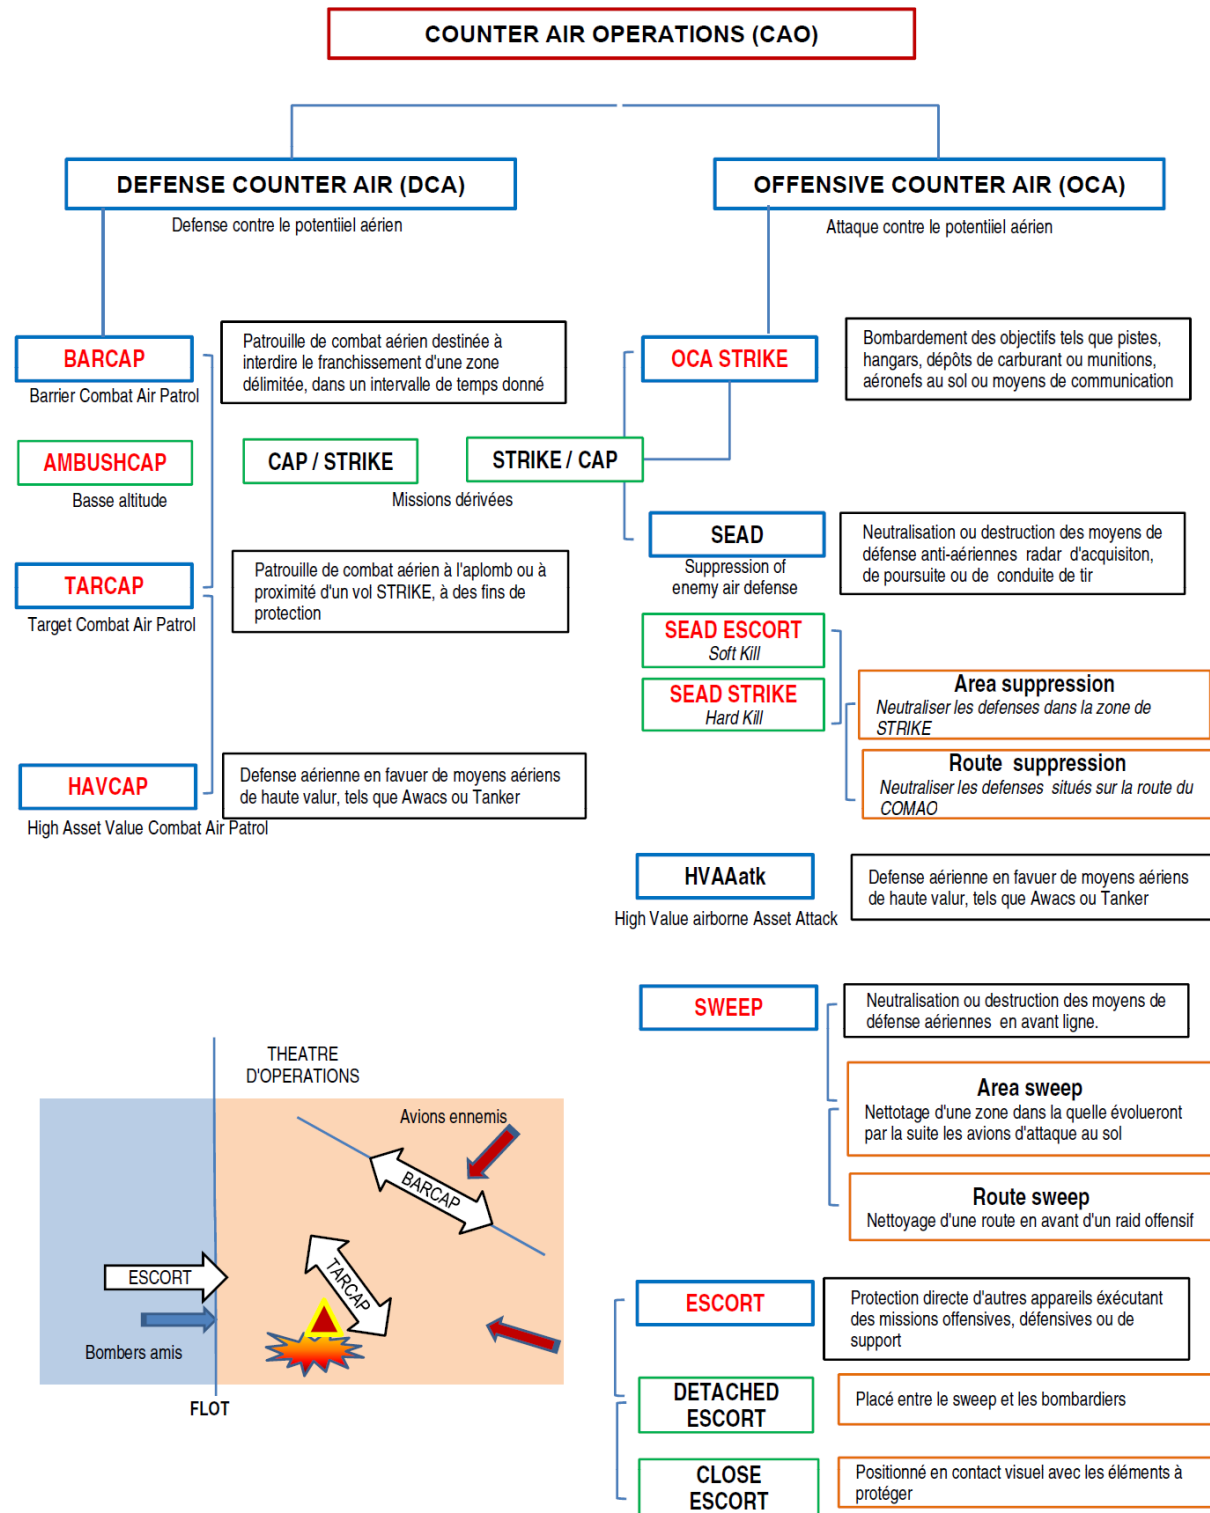 COUNTER AIR OPERATIONS (CAO)
DEFENSE COUNTER AIR (DCA)
Defense contre le potentiiel aérien
OFFENSIVE COUNTER AIR (OCA)
Attaque contre le potentiiel aérien
BARCAP
Barrier Combat Air Patrol
Patrouille de combat aérien destinée à
interdire le franchissement d'une zone
délimitée, dans un intervalle de temps donné
OCA STRIKE
Bombardement des objectifs tels que pistes,
hangars, dépôts de carburant ou munitions,
aéronefs au sol ou moyens de communication
AMBUSHCAP
Basse altitude
CAP / STRIKE
STRIKE / CAP
Missions dérivées
SEAD
Suppression of
enemy air defense
Neutralisation ou destruction des moyens de
défense anti-aériennes radar d'acquisiton,
de poursuite ou de conduite de tir
TARCAP
Target Combat Air Patrol
Patrouille de combat aérien à l'aplomb ou à
proximité d'un vol STRIKE, à des fins de
protection
SEAD ESCORT
Soft Kill
SEAD STRIKE
Hard Kill
Area suppression
Neutraliser les defenses dans la zone de
STRIKE
Route suppression
Neutraliser les defenses situés sur la route du
COMAO
HAVCAP
High Asset Value Combat Air Patrol
Defense aérienne en favuer de moyens aériens
de haute valur, tels que Awacs ou Tanker
HVAAatk
High Value airborne Asset Attack
Defense aérienne en favuer de moyens aériens
de haute valur, tels que Awacs ou Tanker
SWEEP
Neutralisation ou destruction des moyens de
défense aériennes en avant ligne.
Area sweep
Nettotage d'une zone dans la quelle évolueront
par la suite les avions d'attaque au sol
Route sweep
Nettoyage d'une route en avant d'un raid offensif
THEATRE
D'OPERATIONS
Avions ennemis
BARCAP
TARCAP
ESCORT
Bombers amis
FLOT
ESCORT
Protection directe d'autres appareils éxécutant
des missions offensives, défensives ou de
support
DETACHED
ESCORT
Placé entre le sweep et les bombardiers
CLOSE
ESCORT
Positionné en contact visuel avec les éléments à
protéger